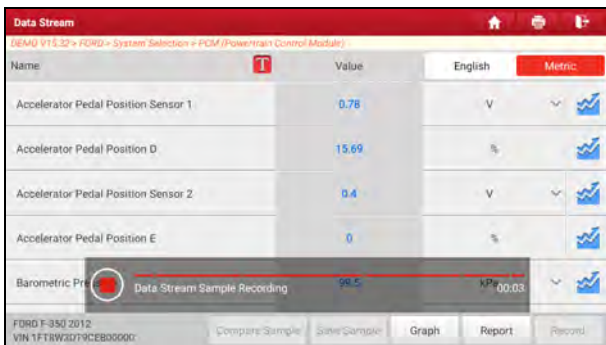 Data Stream
DEMO V15.32 > FORD > System Selection > PCM (Powertrain Control Module)
Name T Value English Metric
Accelerator Pedal Position Sensor 1 0.78 V
Accelerator Pedal Position D 15.69 %
Accelerator Pedal Position Sensor 2 0.4 V
Accelerator Pedal Position E 0 %
Barometric 98.5 kPa
Data Stream Sample Recording 00:03
FORD F-350 2012 Compare Sample Save Sample Graph Report Record